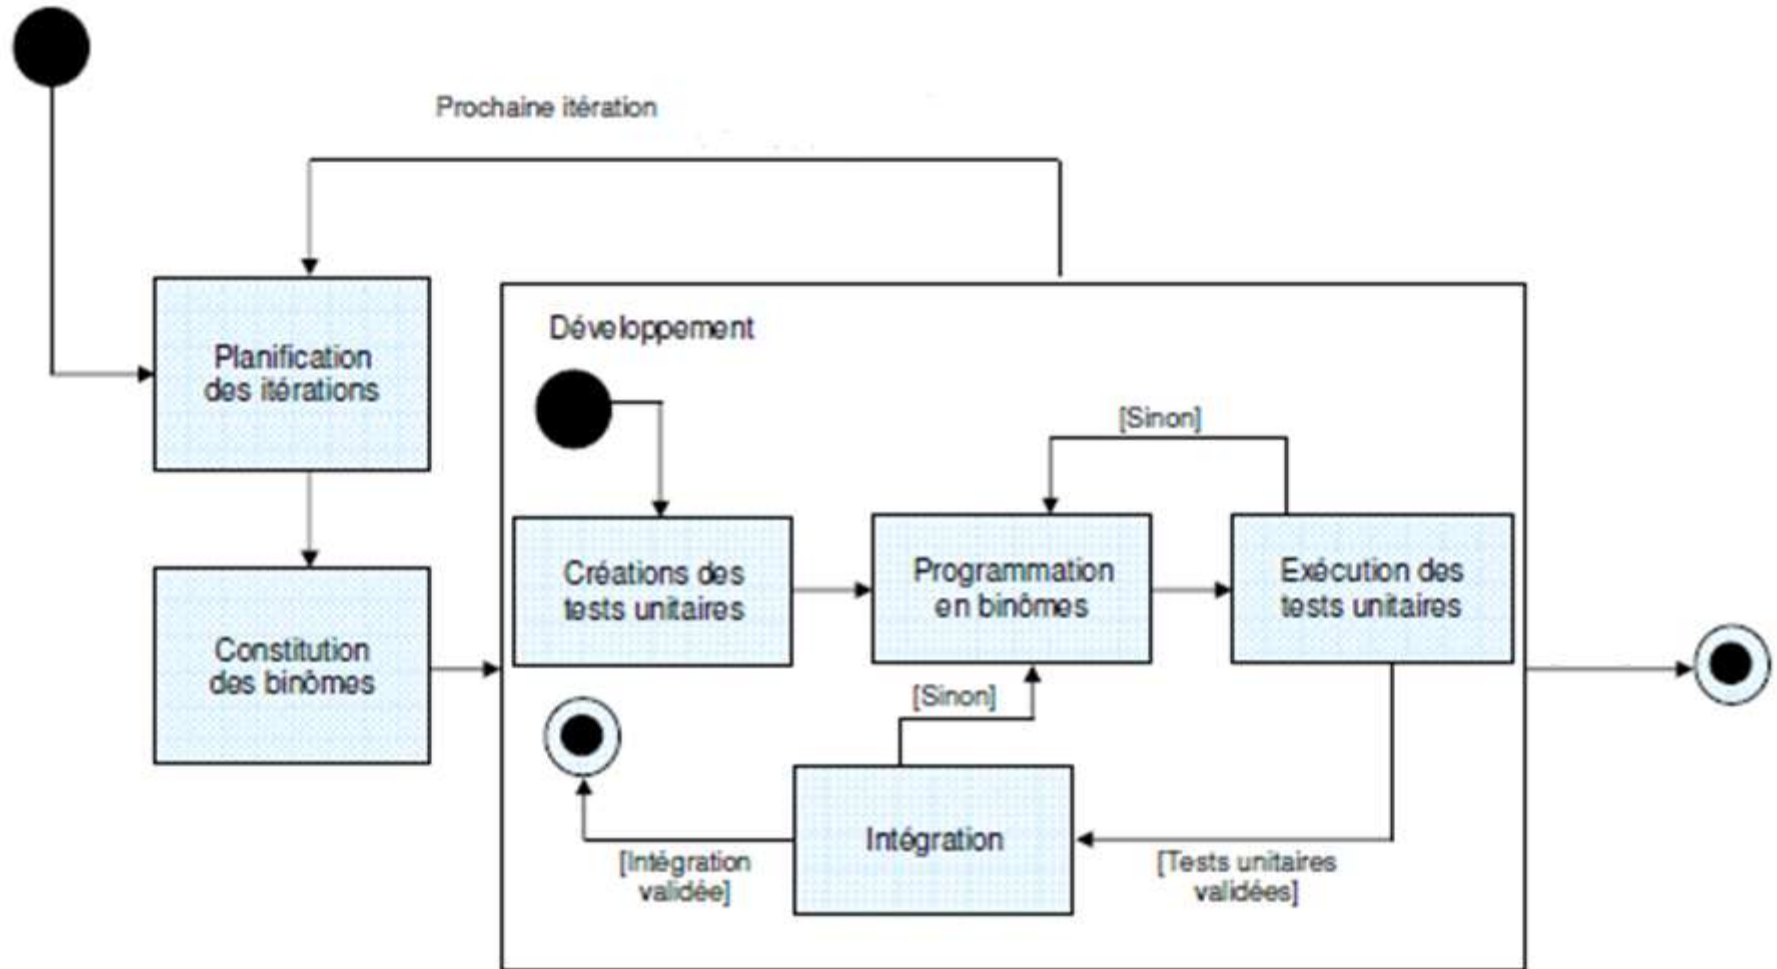 Prochaine itération
Planification
des itérations
Constitution
des binômes
Développement
[Sinon]
Créations des
tests unitaires
Programmation
en binômes
Exécution des
tests unitaires
[Sinon]
Intégration
[Intégration
validée]
[Tests unitaires
validées]